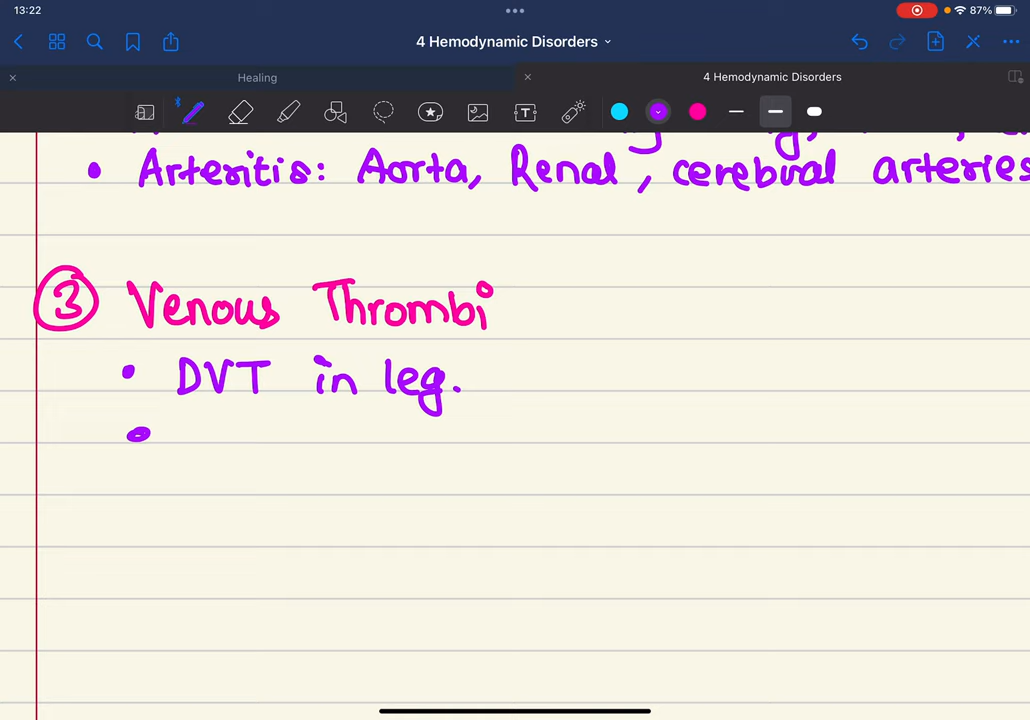 13:22
87%
4 Hemodynamic Disorders
Healing
4 Hemodynamic Disorders
T
• Arteritis: Aorta, Renal, cerebral arteries
③ Venous Thrombi
• DVT in leg.
•